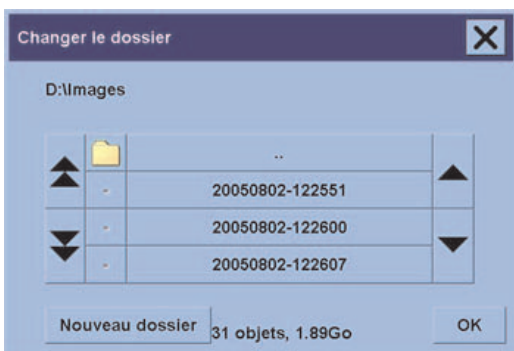 Changer le dossier
D:\Images
..
- 20050802-122551
- 20050802-122600
- 20050802-122607
Nouveau dossier 31 objets, 1.89Go OK